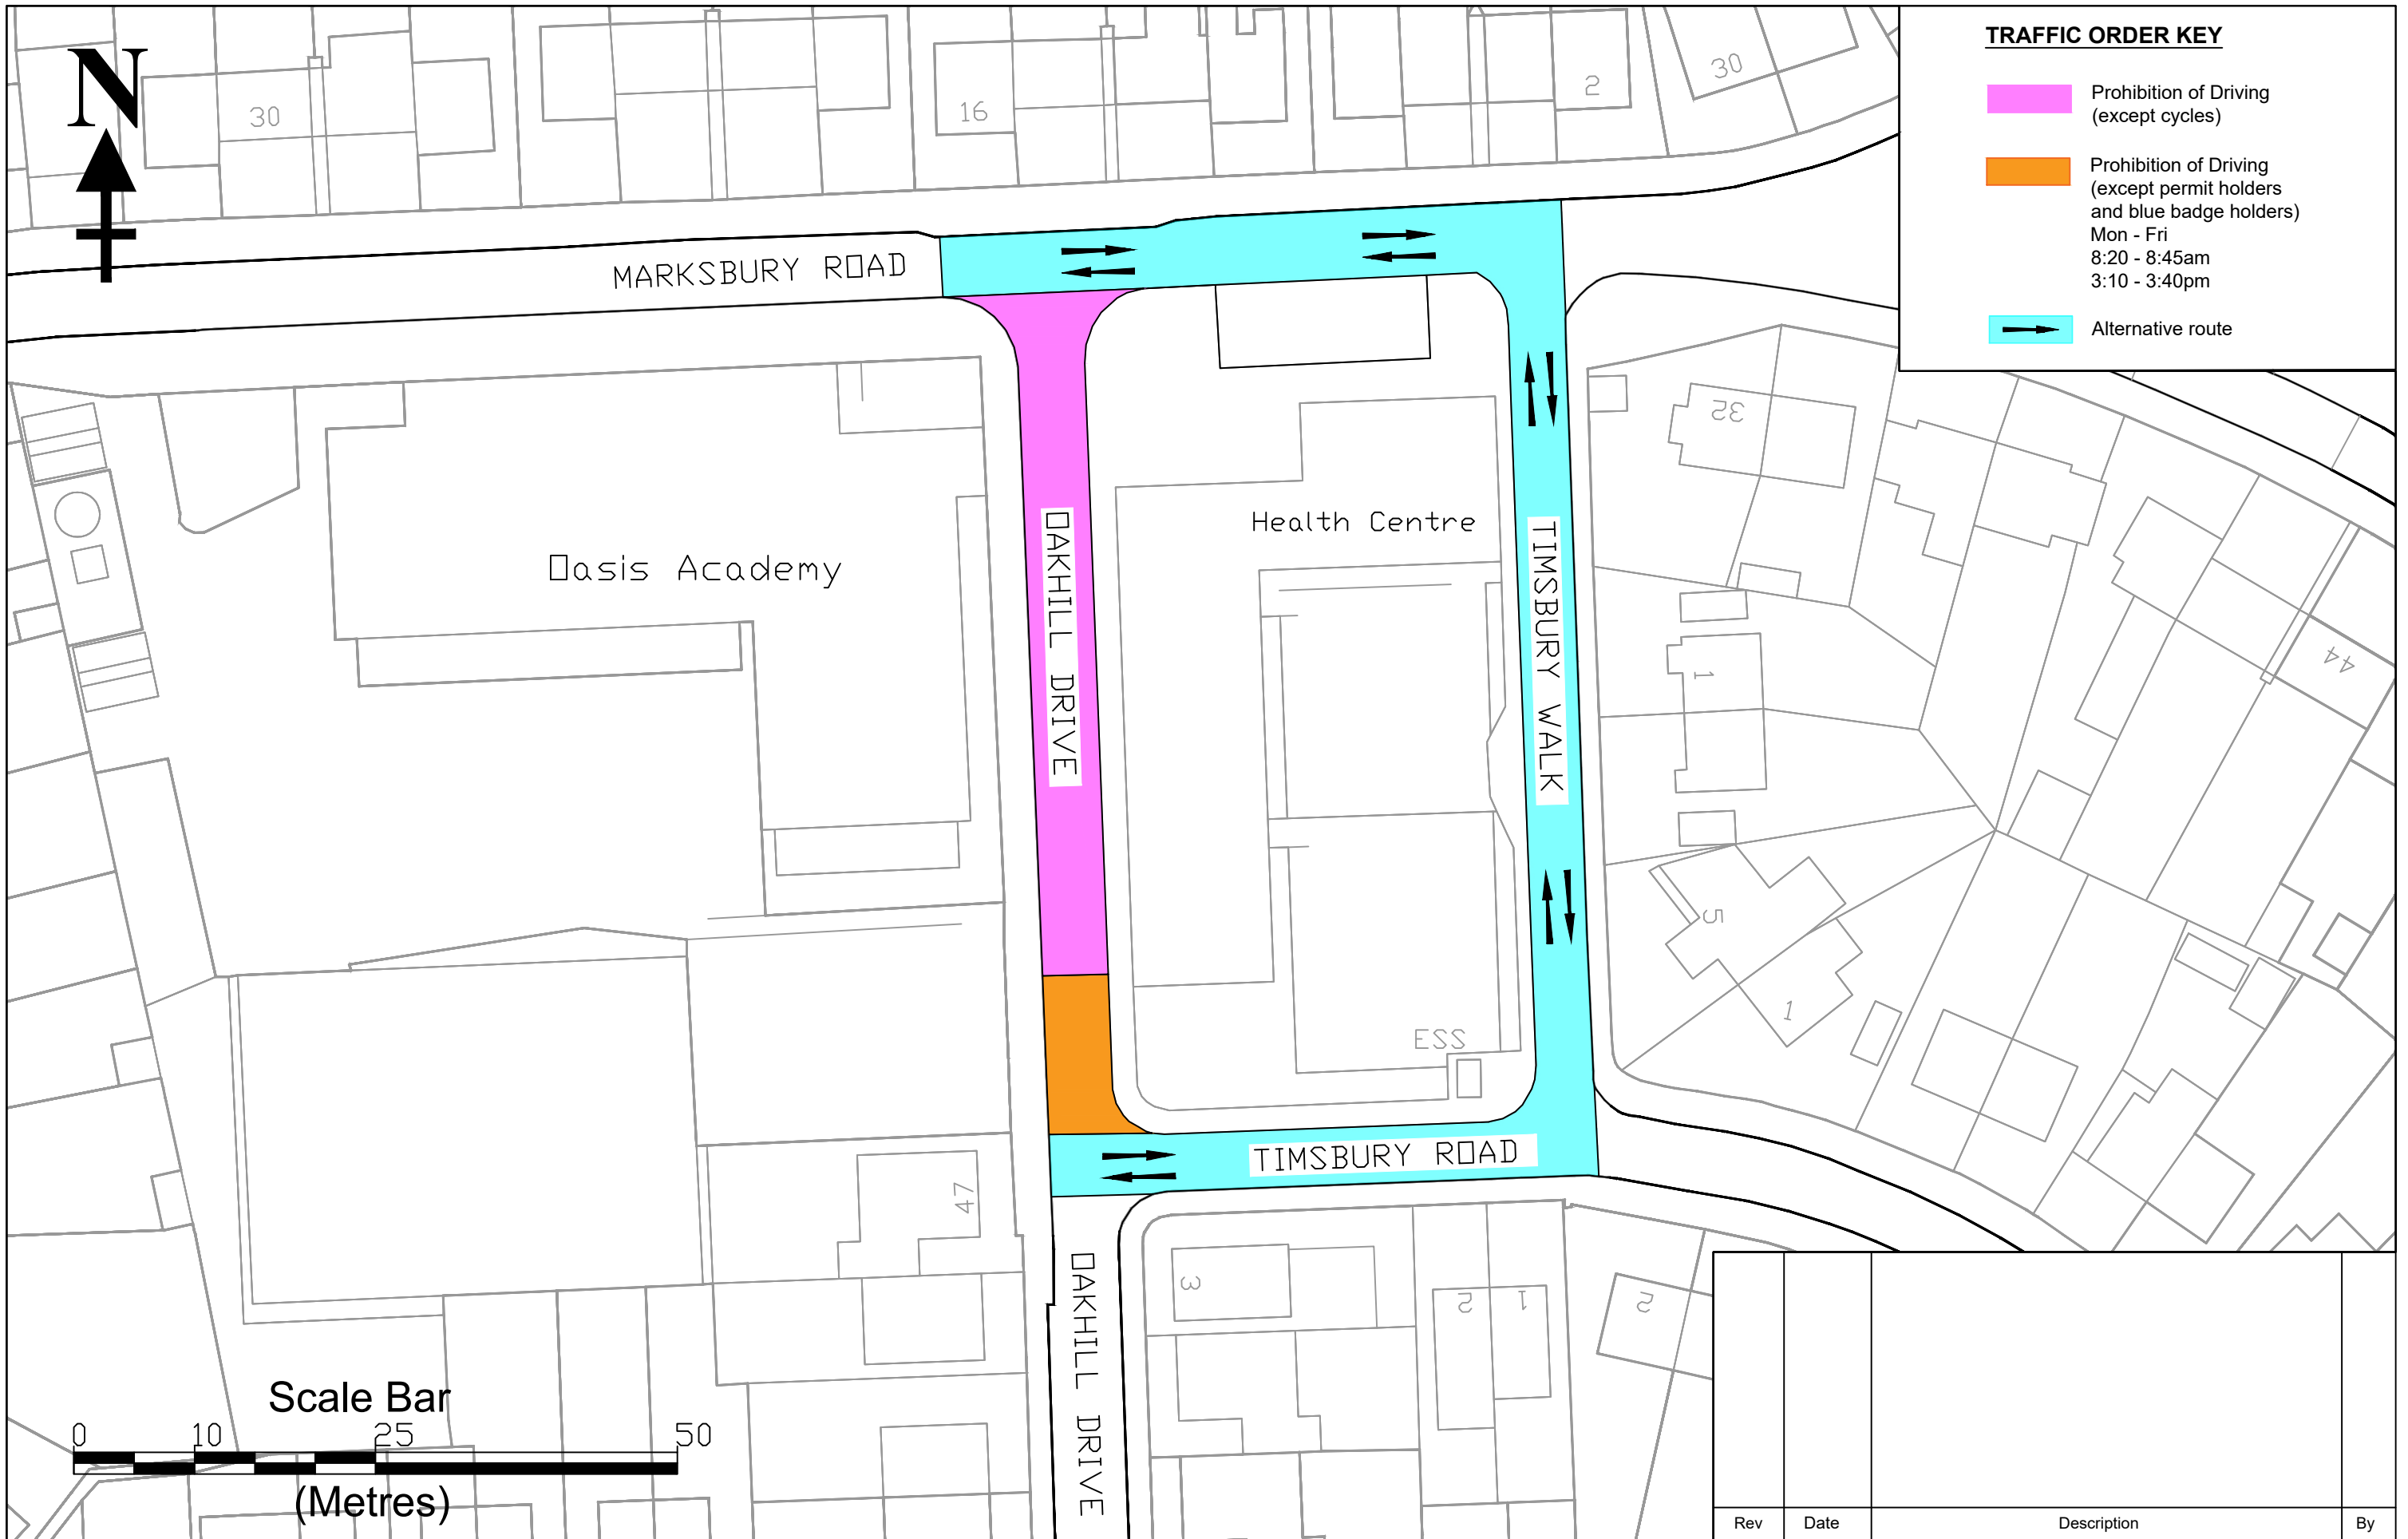 N
TRAFFIC ORDER KEY
Prohibition of Driving
(except cycles)
Prohibition of Driving
(except permit holders
and blue badge holders)
Mon - Fri
8:20 - 8:45am
3:10 - 3:40pm
Alternative route
30
16
2
30
MARKSBURY ROAD
32
Health Centre
Oasis Academy
OAKHILL DRIVE
TIMSBURY WALK
1
44
5
1
ESS
TIMSBURY ROAD
47
3
2
1
2
OAKHILL DRIVE
Scale Bar
0 10 25 50
(Metres)
Rev Date Description By